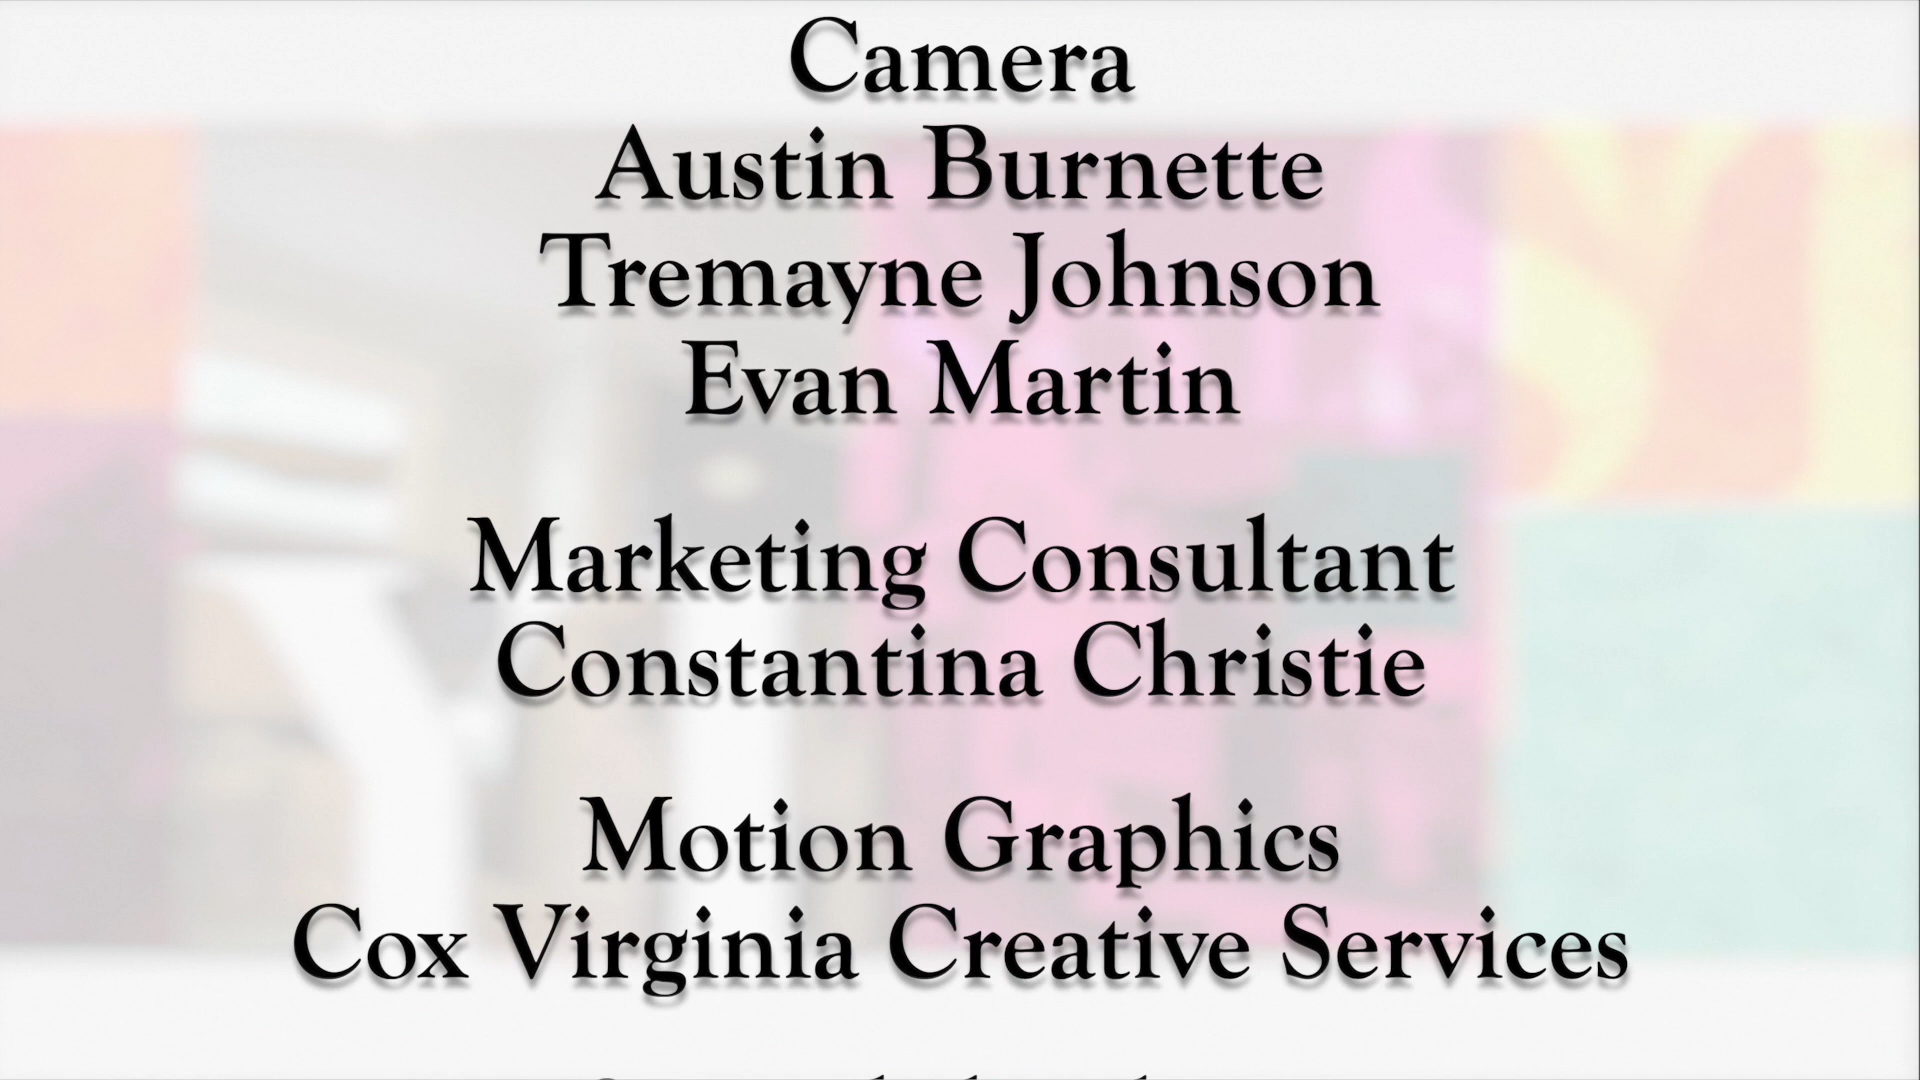 Camera
Austin Burnette
Tremayne Johnson
Evan Martin
Marketing Consultant
Constantina Christie
Motion Graphics
Cox Virginia Creative Services